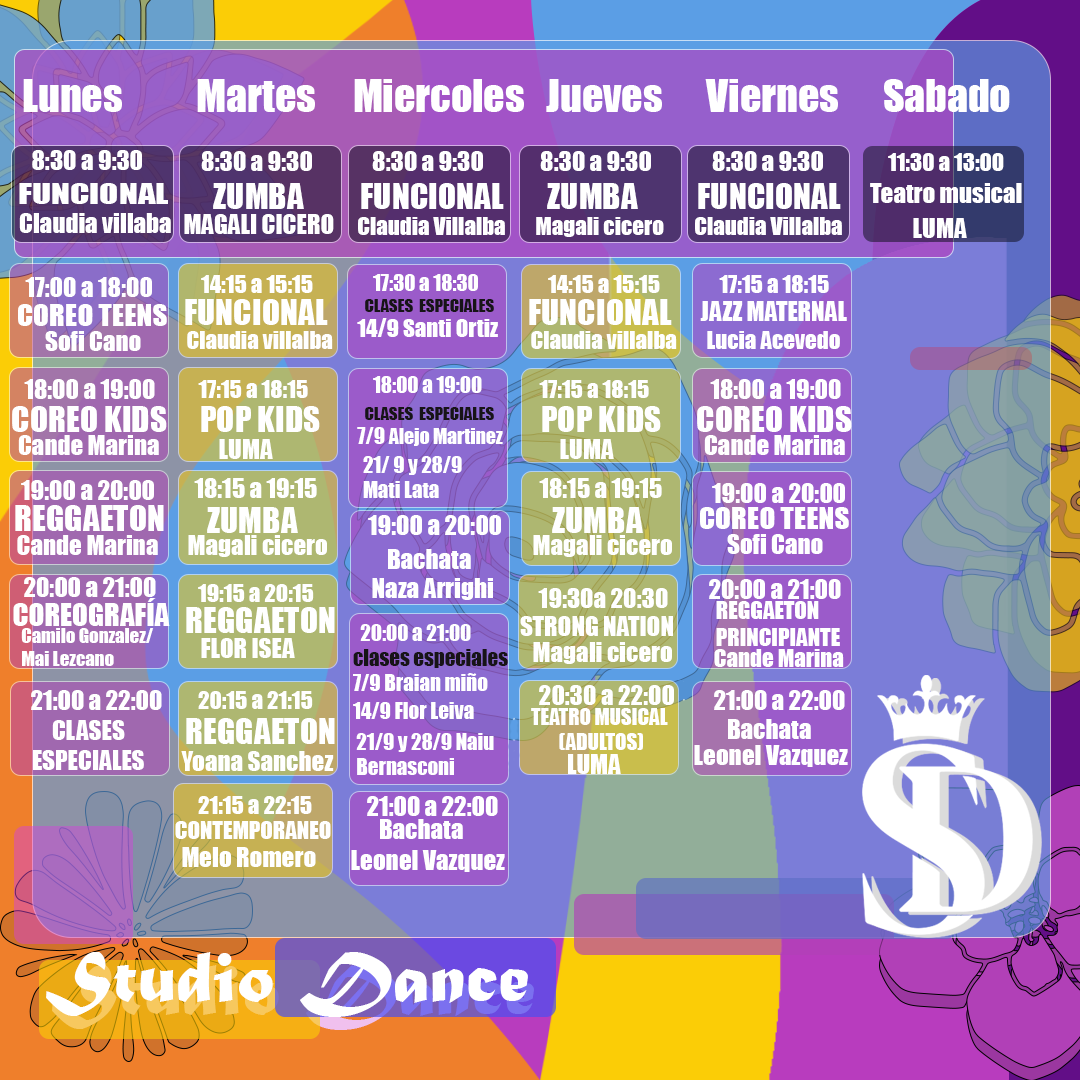 Lunes
Martes
Miercoles
Jueves
Viernes
Sabado
8:30 a 9:30
FUNCIONAL
Claudia villaba
8:30 a 9:30
ZUMBA
MAGALI CICERO
8:30 a 9:30
FUNCIONAL
Claudia Villalba
8:30 a 9:30
ZUMBA
Magali cicero
8:30 a 9:30
FUNCIONAL
Claudia Villalba
11:30 a 13:00
Teatro musical
LUMA
17:00 a 18:00
COREO TEENS
Sofi Cano
18:00 a 19:00
COREO KIDS
Cande Marina
19:00 a 20:00
REGGAETON
Cande Marina
20:00 a 21:00
COREOGRAFÍA
Camilo Gonzalez/
Mai Lezcano
21:00 a 22:00
CLASES
ESPECIALES
14:15 a 15:15
FUNCIONAL
Claudia villalba
17:15 a 18:15
POP KIDS
LUMA
18:15 a 19:15
ZUMBA
Magali cicero
19:15 a 20:15
REGGAETON
FLOR ISEA
20:15 a 21:15
REGGAETON
Yoana Sanchez
21:15 a 22:15
CONTEMPORANEO
Melo Romero
17:30 a 18:30
CLASES ESPECIALES
14/9 Santi Ortiz
18:00 a 19:00
CLASES ESPECIALES
7/9 Alejo Martinez
21/ 9 y 28/9
Mati Lata
19:00 a 20:00
Bachata
Naza Arrighi
20:00 a 21:00
clases especiales
7/9 Braian miño
14/9 Flor Leiva
21/9 y 28/9 Naiu
Bernasconi
21:00 a 22:00
Bachata
Leonel Vazquez
14:15 a 15:15
FUNCIONAL
Claudia villalba
17:15 a 18:15
POP KIDS
LUMA
18:15 a 19:15
ZUMBA
Magali cicero
19:30a 20:30
STRONG NATION
Magali cicero
20:30 a 22:00
TEATRO MUSICAL
(ADULTOS)
LUMA
17:15 a 18:15
JAZZ MATERNAL
Lucia Acevedo
18:00 a 19:00
COREO KIDS
Cande Marina
19:00 a 20:00
COREO TEENS
Sofi Cano
20:00 a 21:00
REGGAETON
PRINCIPIANTE
Cande Marina
21:00 a 22:00
Bachata
Leonel Vazquez
SD
Studio Dance